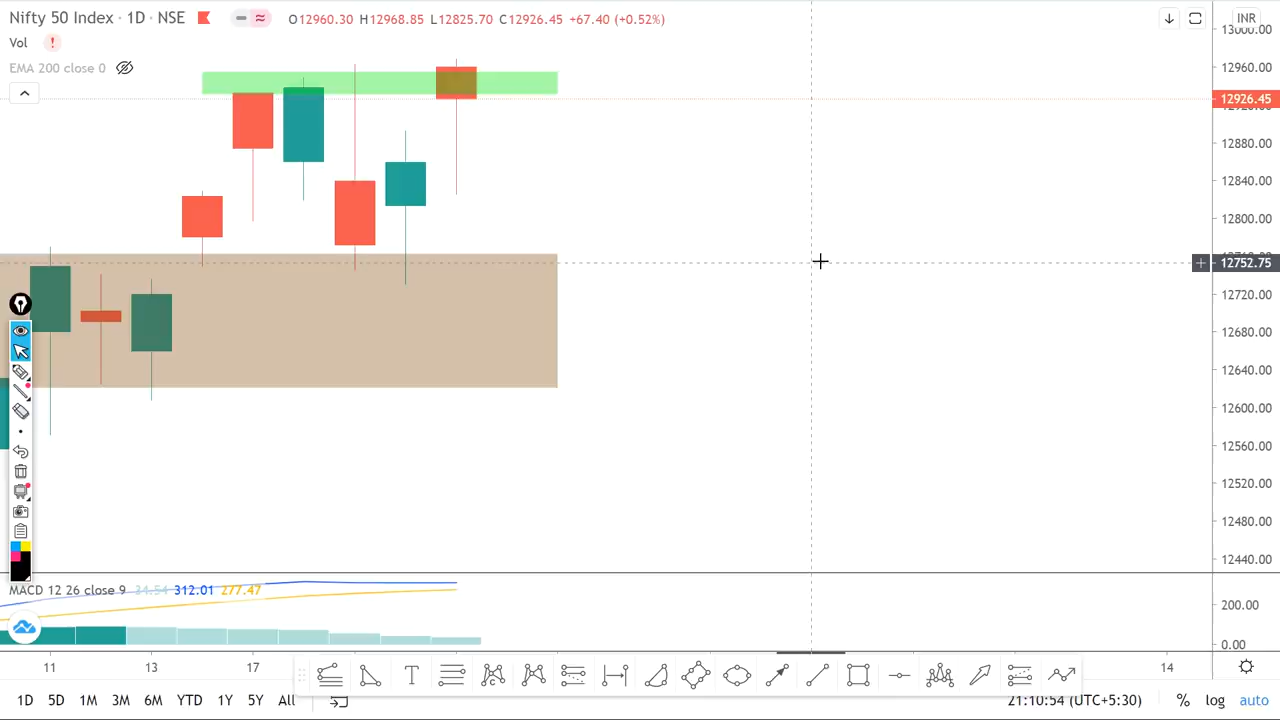 Nifty 50 Index · 1D · NSE O12960.30 H12968.85 L12825.70 C12926.45 +67.40 (+0.52%) INR
Vol !
EMA 200 close 0
13000.00
12960.00
12926.45
12880.00
12840.00
12800.00
12752.75
12720.00
12680.00
12640.00
12600.00
12560.00
12520.00
12480.00
12440.00
MACD 12 26 close 9 34.54 312.01 277.47
200.00
0.00
11 13 17 14
1D 5D 1M 3M 6M YTD 1Y 5Y All 21:10:54 (UTC+5:30) % log auto